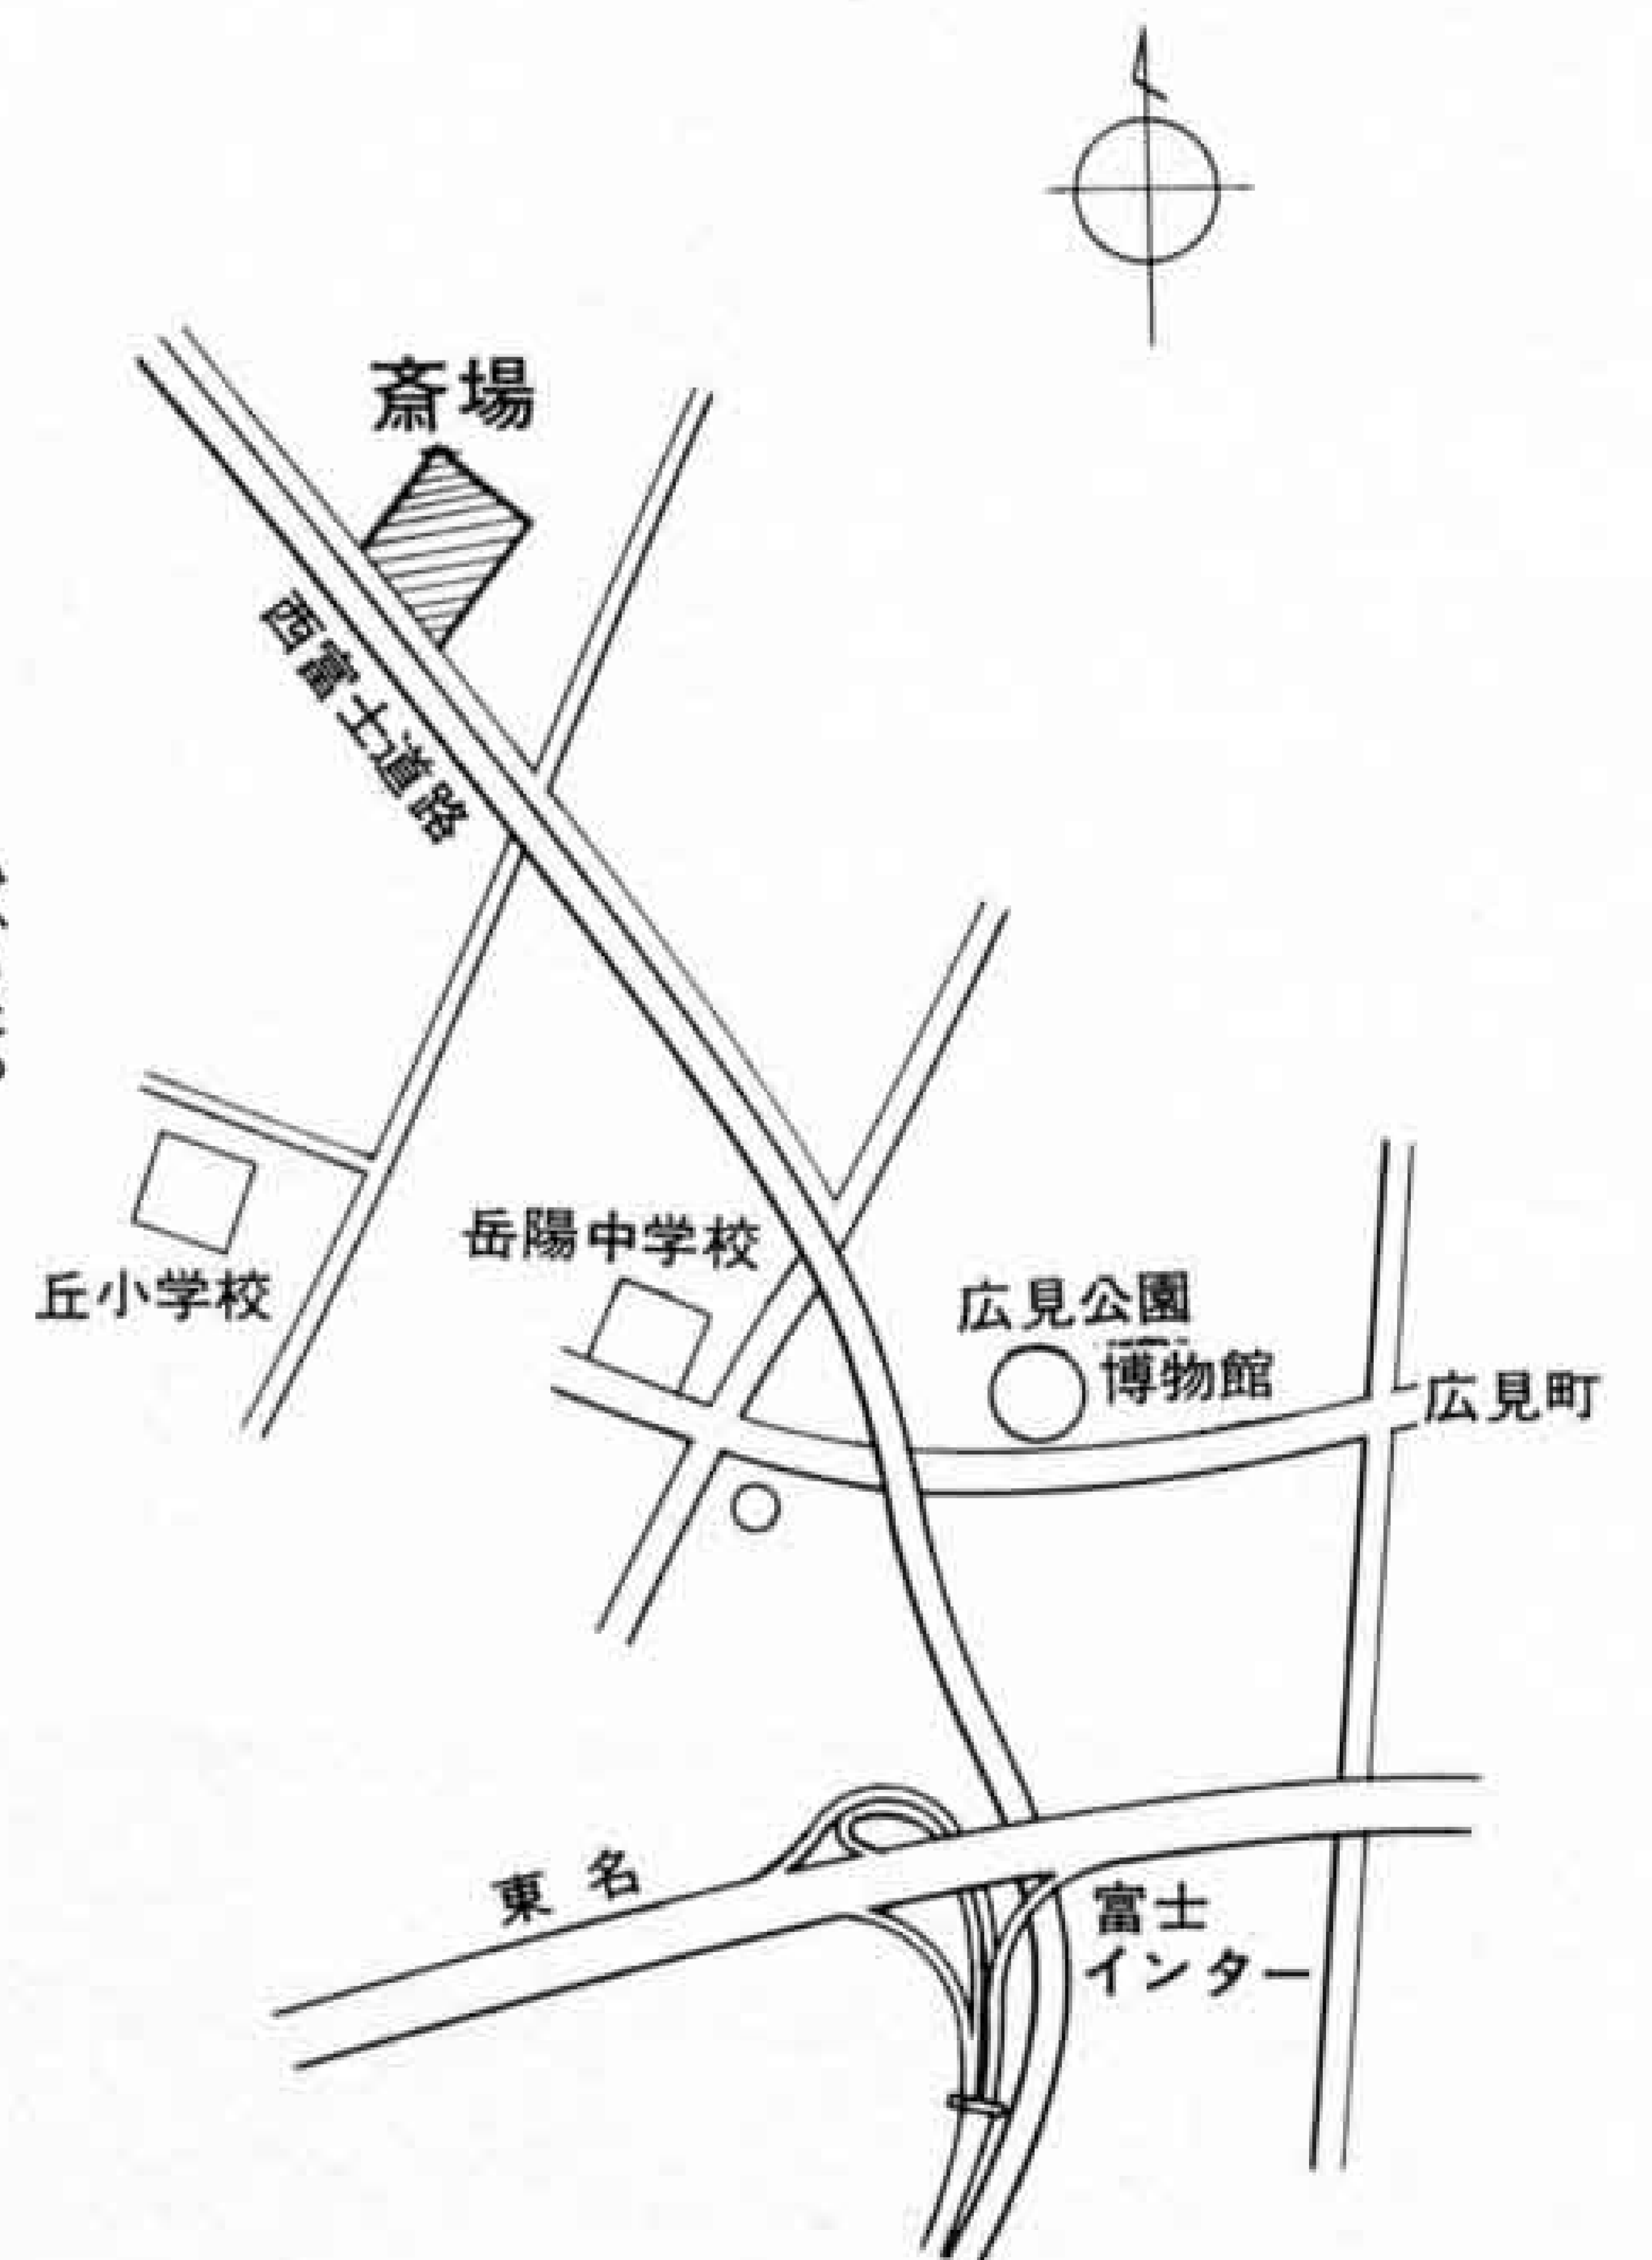 斎場
西富士道路
岳陽中学校
丘小学校
広見公園
博物館
広見町
東名
富士
インター